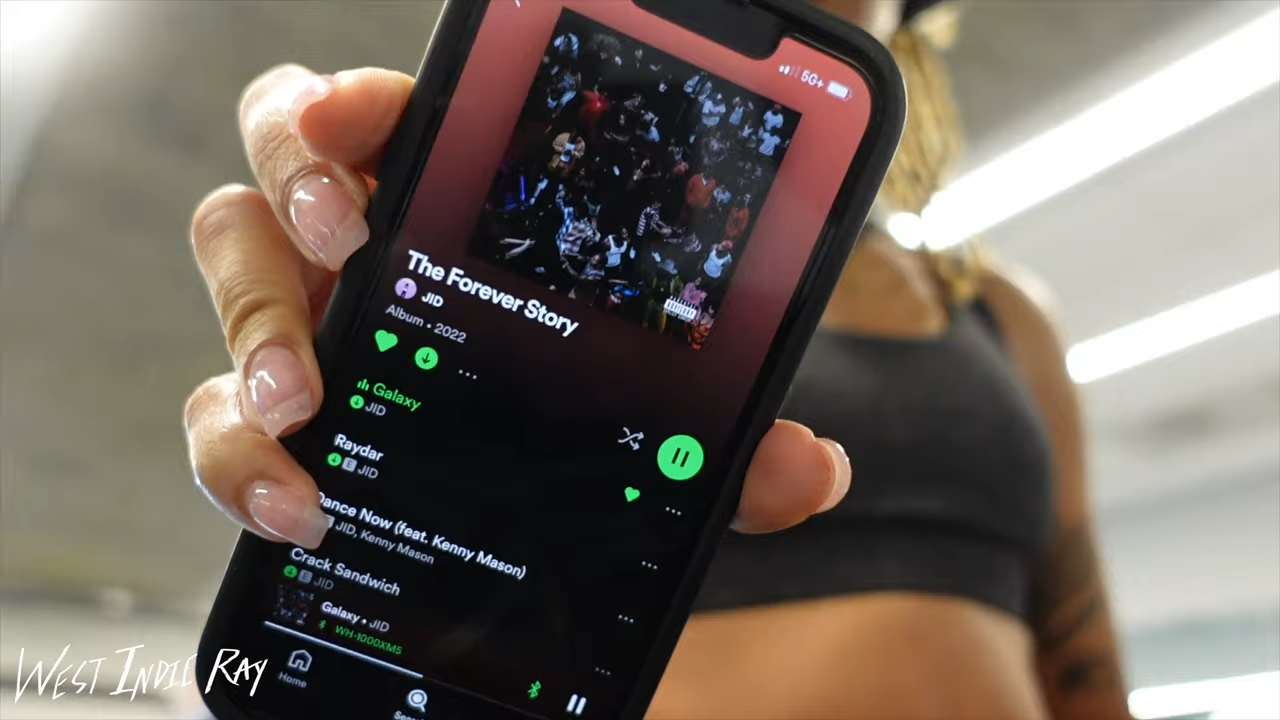 5G+
The Forever Story
JID
Album • 2022
Galaxy
JID
Raydar
E JID
Dance Now (feat. Kenny Mason)
JID, Kenny Mason
Crack Sandwich
E JID
Galaxy • JID
WH-1000XM5
Home
WEST INDIE RAY